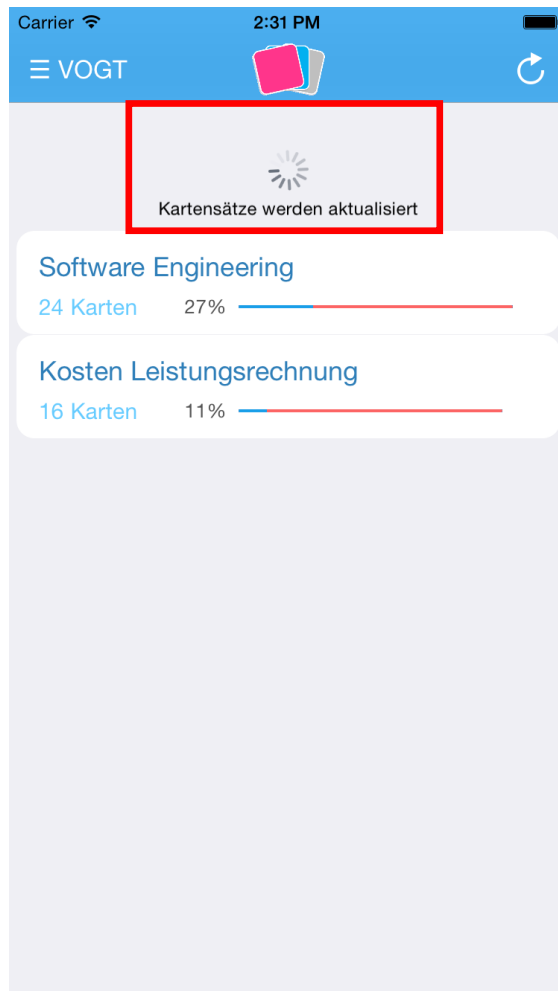 Carrier 2:31 PM
☰ VOGT
Kartensätze werden aktualisiert
Software Engineering
24 Karten 27%
Kosten Leistungsrechnung
16 Karten 11%